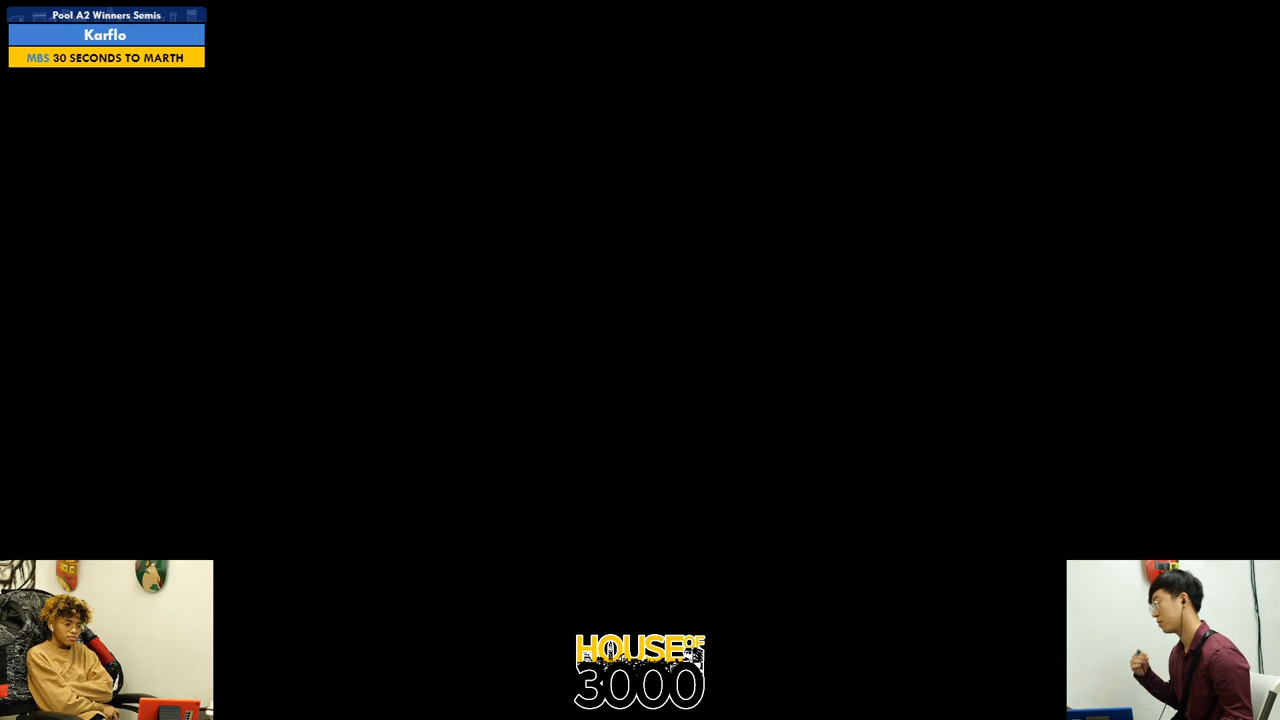 Pool A2 Winners Semis
Karflo
MBS 30 SECONDS TO MARTH
HOUSE OF
3000